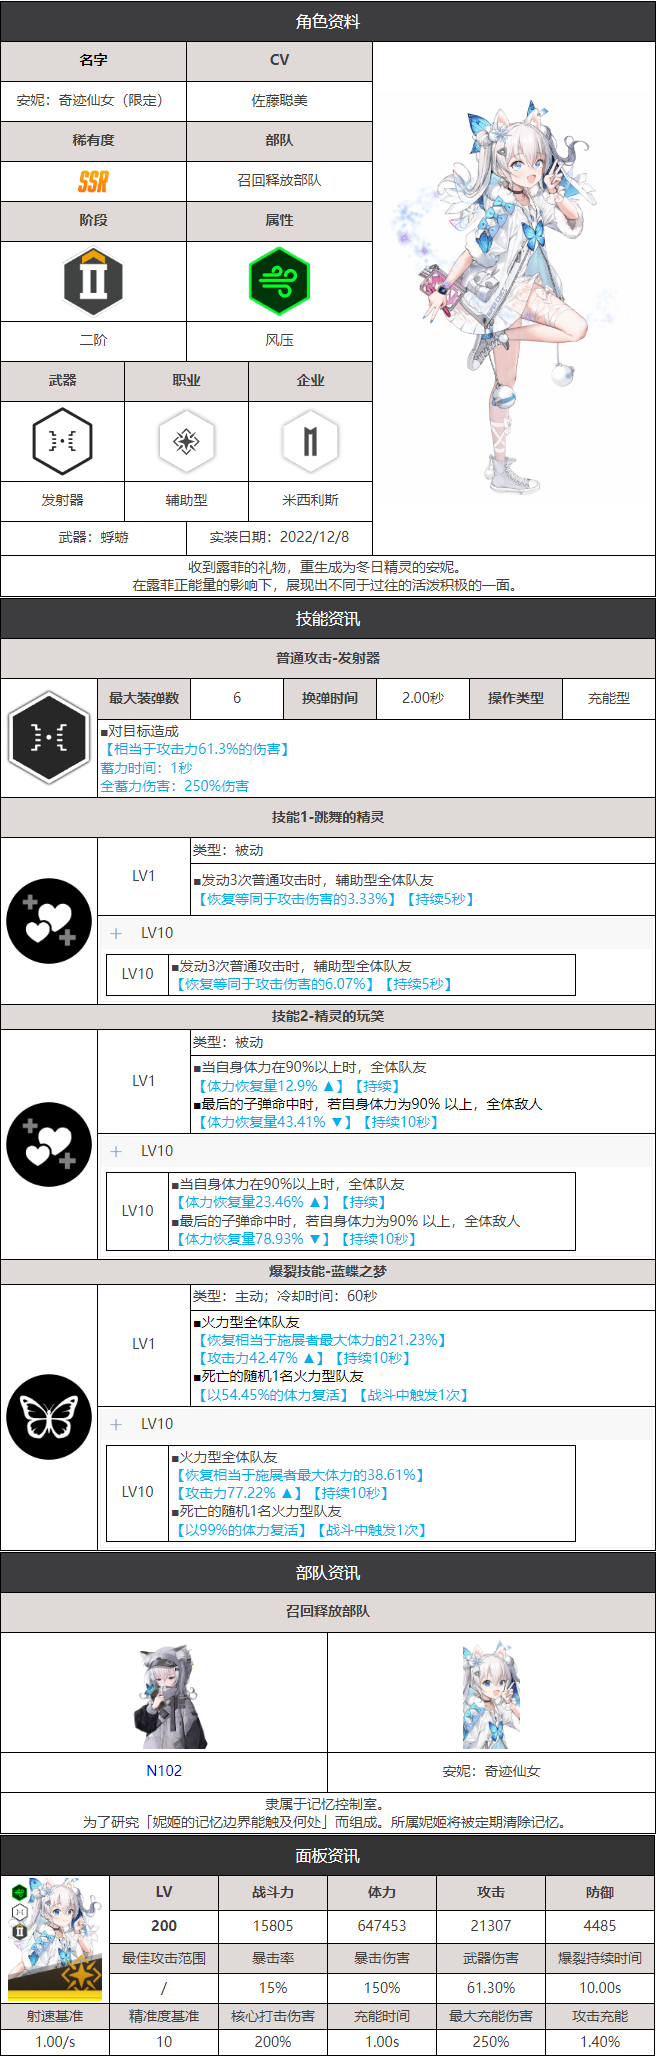 角色资料
名字
CV
安妮：奇迹仙女（限定）
佐藤聪美
稀有度
部队
SSR
召回释放部队
阶段
属性
II
二阶
风压
武器
职业
企业
发射器
辅助型
米西利斯
武器：蜉蝣
实装日期：2022/12/8
收到露菲的礼物，重生成为冬日精灵的安妮。
在露菲正能量的影响下，展现出不同于过往的活泼积极的一面。
技能资讯
普通攻击-发射器
最大装弹数
6
换弹时间
2.00秒
操作类型
充能型
■对目标造成
【相当于攻击力61.3%的伤害】
蓄力时间：1秒
全蓄力伤害：250%伤害
技能1-跳舞的精灵
LV1
类型：被动
■发动3次普通攻击时，辅助型全体队友
【恢复等同于攻击伤害的3.33%】【持续5秒】
＋ LV10
LV10
■发动3次普通攻击时，辅助型全体队友
【恢复等同于攻击伤害的6.07%】【持续5秒】
技能2-精灵的玩笑
LV1
类型：被动
■当自身体力在90%以上时，全体队友
【体力恢复量12.9% ▲】【持续】
■最后的子弹命中时，若自身体力为90% 以上，全体敌人
【体力恢复量43.41% ▼】【持续10秒】
＋ LV10
LV10
■当自身体力在90%以上时，全体队友
【体力恢复量23.46% ▲】【持续】
■最后的子弹命中时，若自身体力为90% 以上，全体敌人
【体力恢复量78.93% ▼】【持续10秒】
爆裂技能-蓝蝶之梦
LV1
类型：主动；冷却时间：60秒
■火力型全体队友
【恢复相当于施展者最大体力的21.23%】
【攻击力42.47% ▲】【持续10秒】
■死亡的随机1名火力型队友
【以54.45%的体力复活】【战斗中触发1次】
＋ LV10
LV10
■火力型全体队友
【恢复相当于施展者最大体力的38.61%】
【攻击力77.22% ▲】【持续10秒】
■死亡的随机1名火力型队友
【以99%的体力复活】【战斗中触发1次】
部队资讯
召回释放部队
N102
安妮：奇迹仙女
隶属于记忆控制室。
为了研究「妮姬的记忆边界能触及何处」而组成。所属妮姬将被定期清除记忆。
面板资讯
LV
战斗力
体力
攻击
防御
200
15805
647453
21307
4485
最佳攻击范围
暴击率
暴击伤害
武器伤害
爆裂持续时间
/
15%
150%
61.30%
10.00s
射速基准
精准度基准
核心打击伤害
充能时间
最大充能伤害
攻击充能
1.00/s
10
200%
1.00s
250%
1.40%